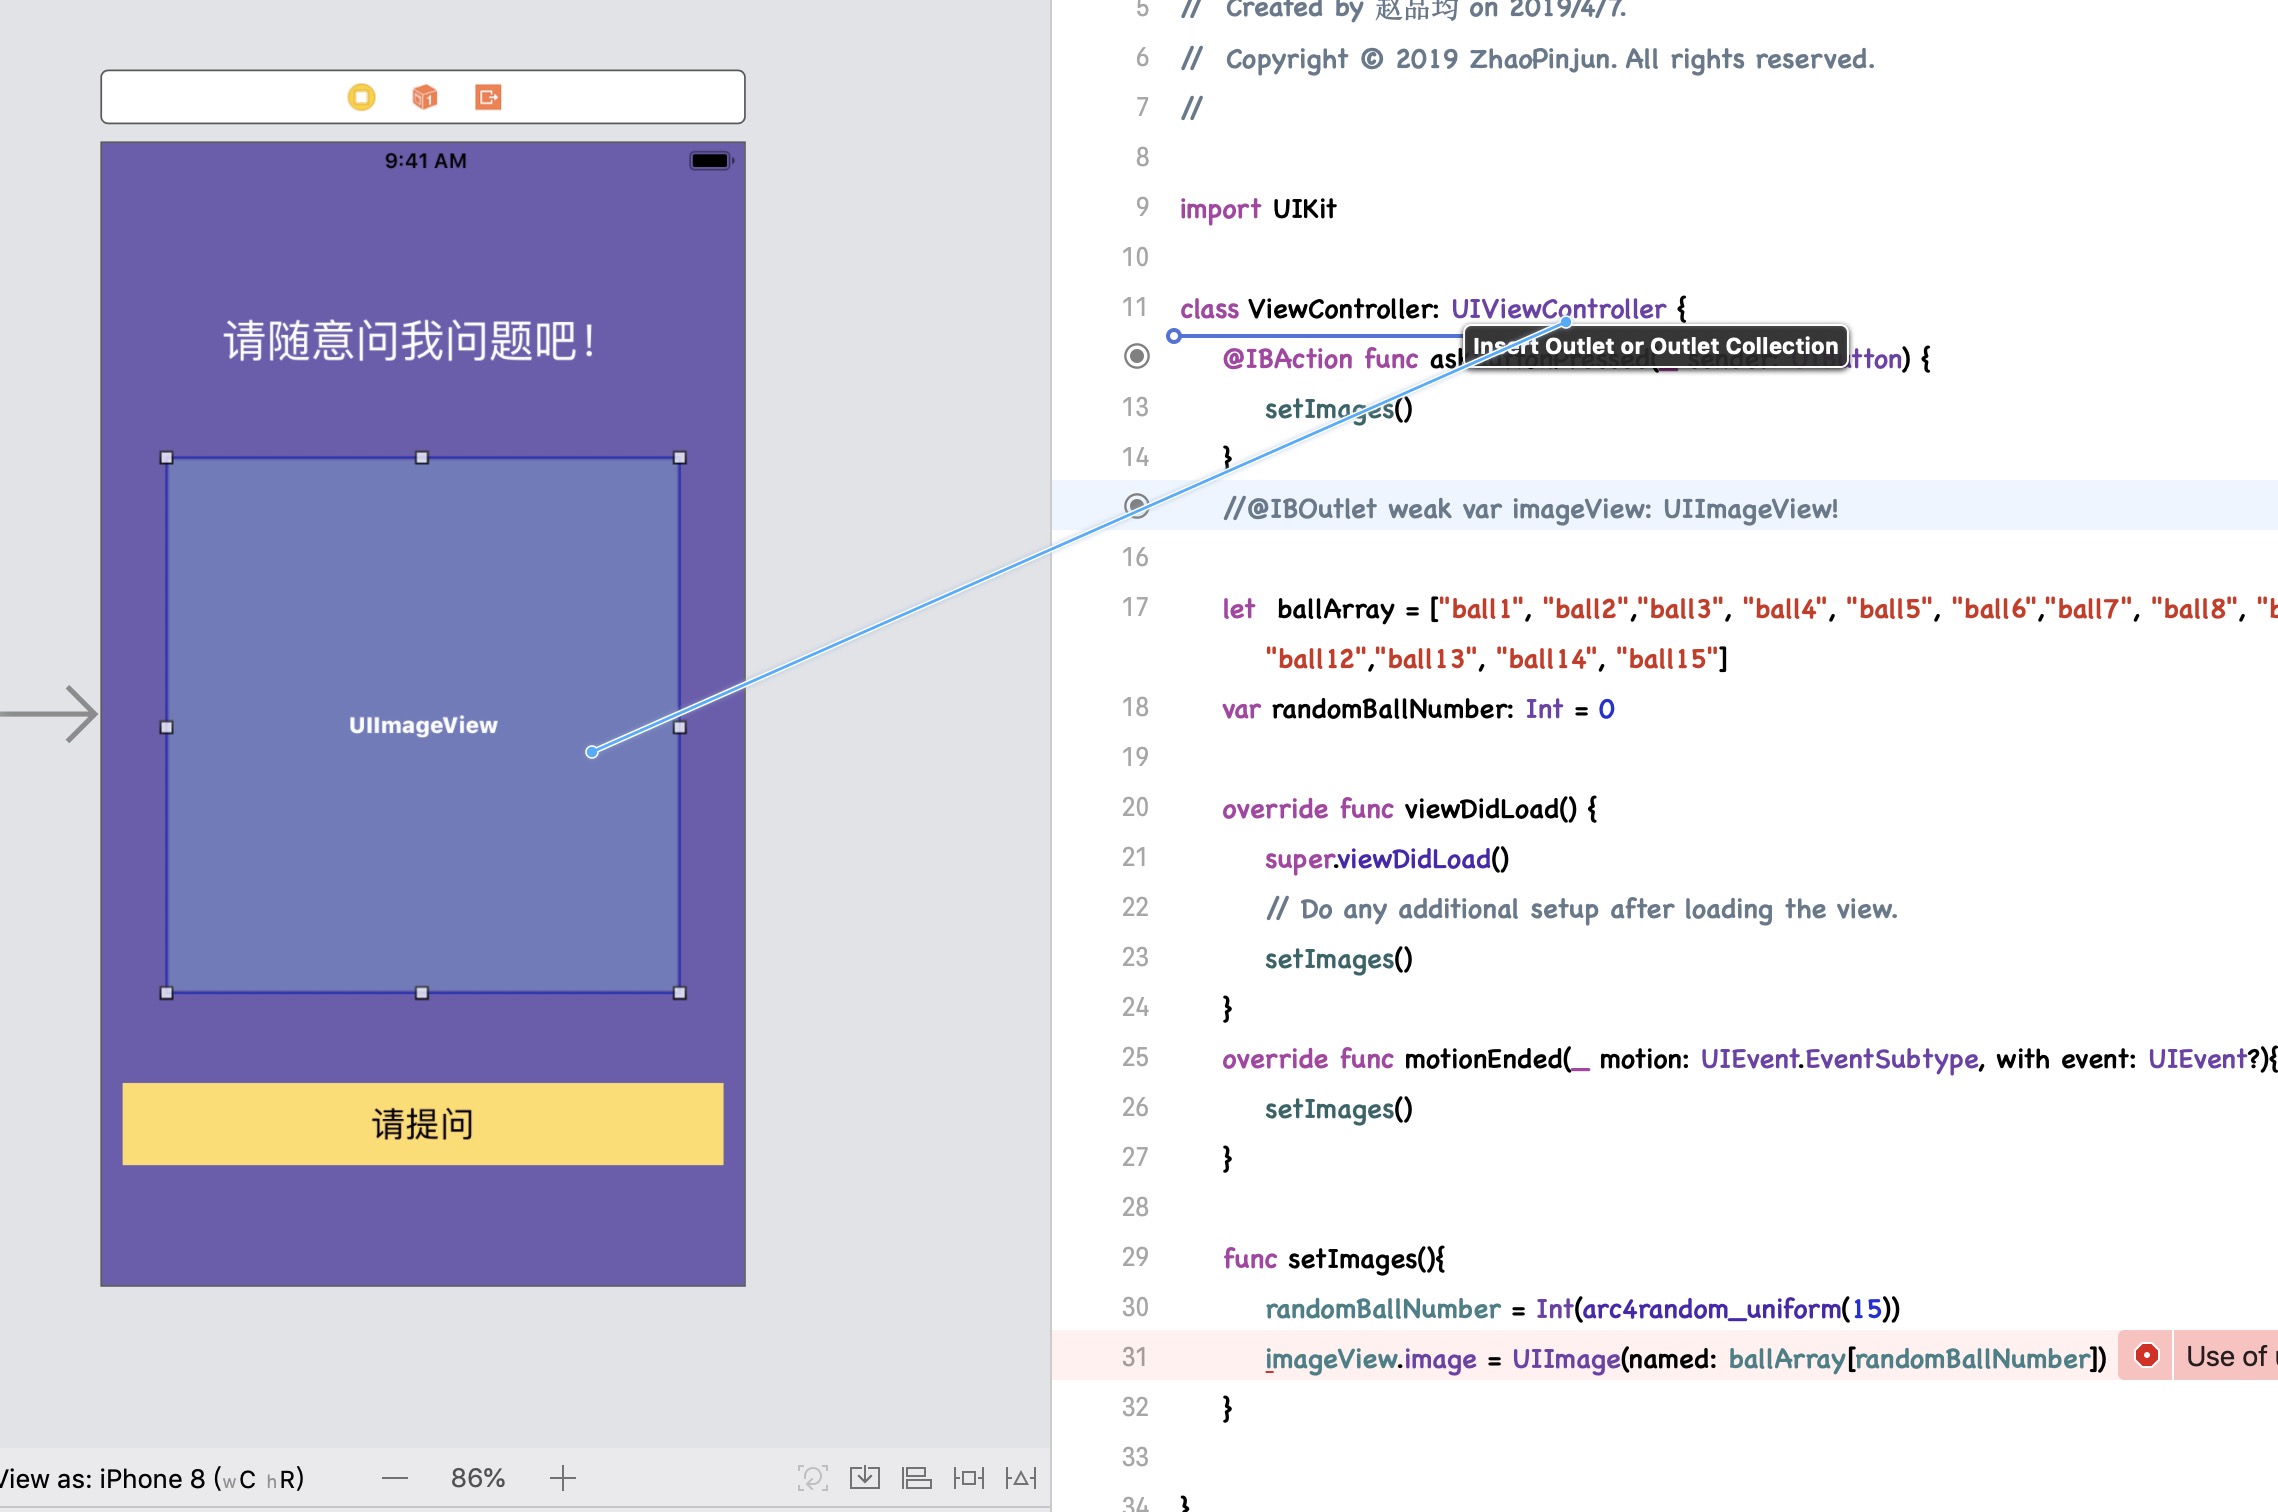 9:41 AM
请随意问我问题吧！
UIImageView
请提问
View as: iPhone 8 (wC hR)
86%
5 // Created by 赵品均 on 2019/4/7.
6 // Copyright © 2019 ZhaoPinjun. All rights reserved.
7 //
8
9 import UIKit
10
11 class ViewController: UIViewController {
Insert Outlet or Outlet Collection
@IBAction func askButtonPressed(_ sender: UIButton) {
13 setImages()
14 }
//@IBOutlet weak var imageView: UIImageView!
16
17 let ballArray = ["ball1", "ball2","ball3", "ball4", "ball5", "ball6","ball7", "ball8", "b
"ball12","ball13", "ball14", "ball15"]
18 var randomBallNumber: Int = 0
19
20 override func viewDidLoad() {
21 super.viewDidLoad()
22 // Do any additional setup after loading the view.
23 setImages()
24 }
25 override func motionEnded(_ motion: UIEvent.EventSubtype, with event: UIEvent?){
26 setImages()
27 }
28
29 func setImages(){
30 randomBallNumber = Int(arc4random_uniform(15))
31 imageView.image = UIImage(named: ballArray[randomBallNumber]) Use of
32 }
33
34 }